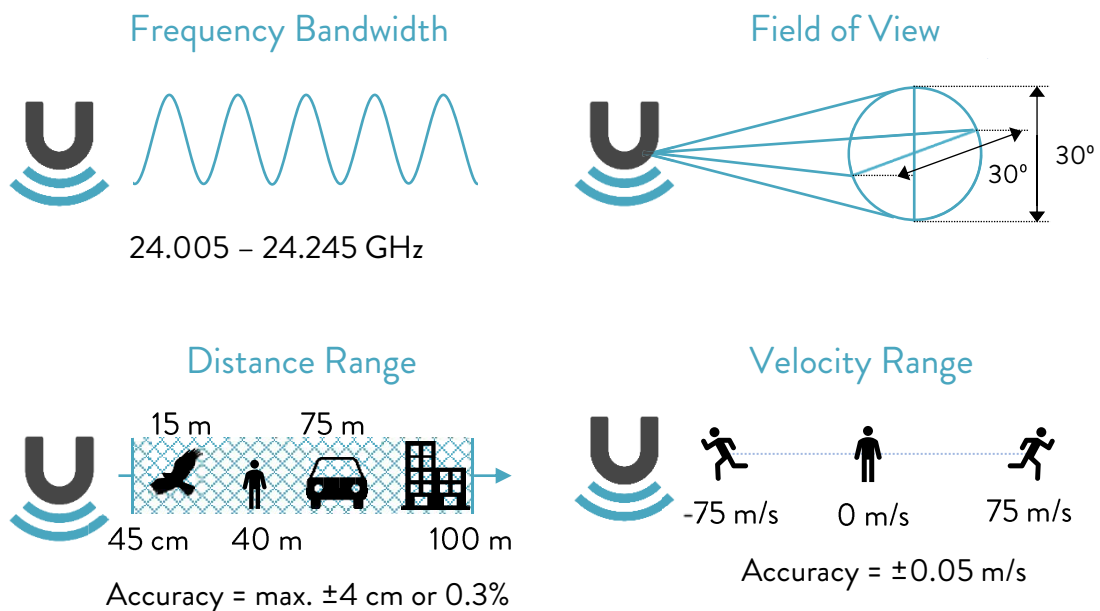 Frequency Bandwidth
24.005 – 24.245 GHz
Field of View
30º
30º
Distance Range
15 m
75 m
45 cm
40 m
100 m
Accuracy = max. ±4 cm or 0.3%
Velocity Range
-75 m/s
0 m/s
75 m/s
Accuracy = ±0.05 m/s